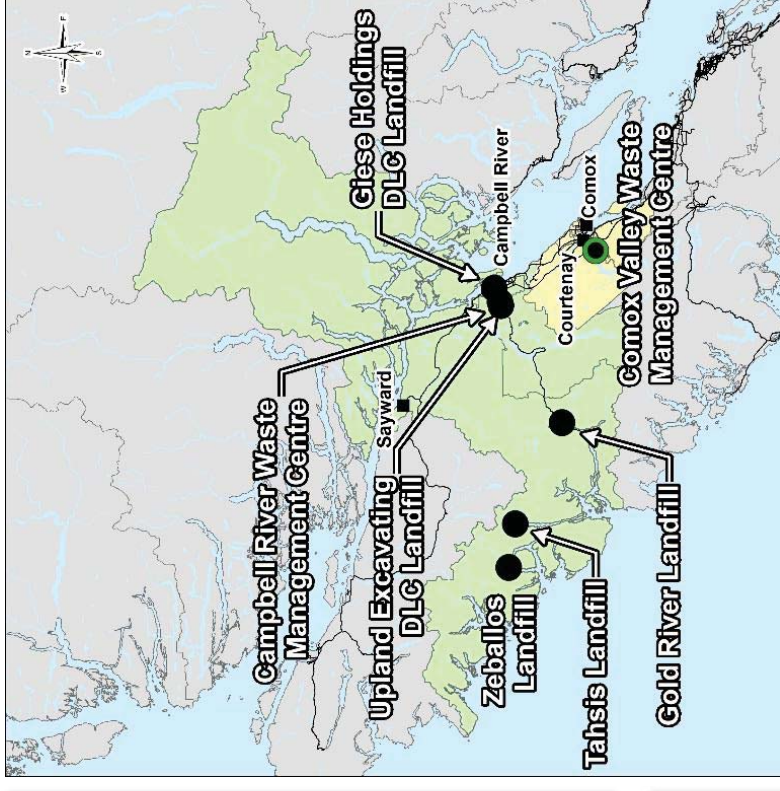 N
W
E
S
Giese Holdings
DLC Landfill
Campbell River
Campbell River Waste
Management Centre
Sayward
Upland Excavating
DLC Landfill
Courtenay
Comox
Comox Valley Waste
Management Centre
Zeballos
Landfill
Tahsis Landfill
Gold River Landfill